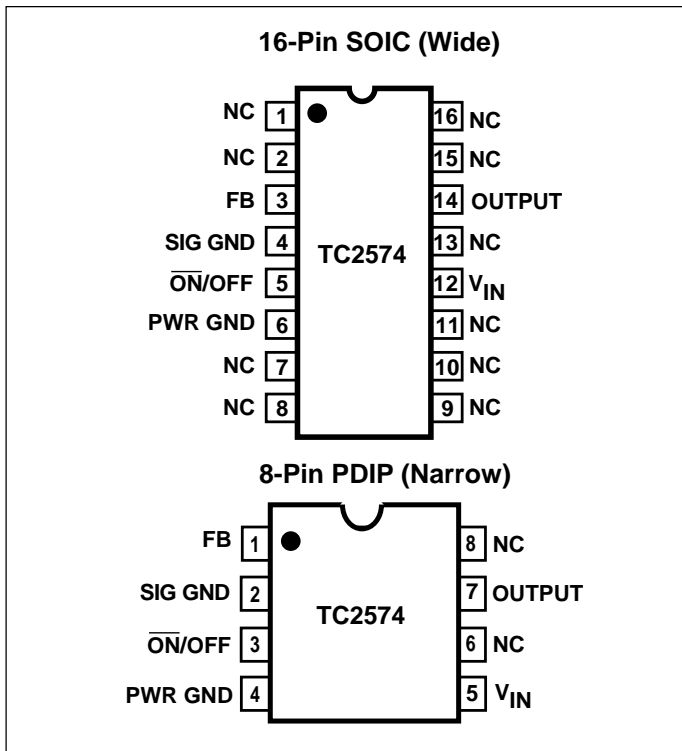 16-Pin SOIC (Wide)
NC 1 16 NC
NC 2 15 NC
FB 3 14 OUTPUT
SIG GND 4 13 NC
TC2574
O̅N̅/OFF 5 12 VIN
PWR GND 6 11 NC
NC 7 10 NC
NC 8 9 NC
8-Pin PDIP (Narrow)
FB 1 8 NC
SIG GND 2 7 OUTPUT
TC2574
O̅N̅/OFF 3 6 NC
PWR GND 4 5 VIN